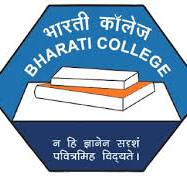 भारती कॉलेज
BHARATI COLLEGE
न हि ज्ञानेन सदृशं
पवित्रमिह विद्यते।